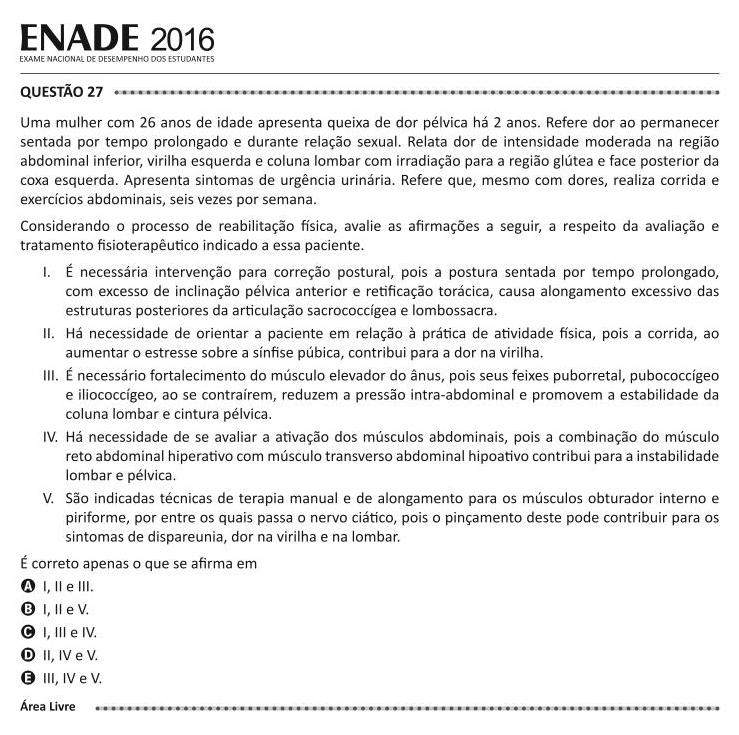 ENADE 2016
EXAME NACIONAL DE DESEMPENHO DOS ESTUDANTES
QUESTÃO 27
Uma mulher com 26 anos de idade apresenta queixa de dor pélvica há 2 anos. Refere dor ao permanecer
sentada por tempo prolongado e durante relação sexual. Relata dor de intensidade moderada na região
abdominal inferior, virilha esquerda e coluna lombar com irradiação para a região glútea e face posterior da
coxa esquerda. Apresenta sintomas de urgência urinária. Refere que, mesmo com dores, realiza corrida e
exercícios abdominais, seis vezes por semana.
Considerando o processo de reabilitação física, avalie as afirmações a seguir, a respeito da avaliação e
tratamento fisioterapêutico indicado a essa paciente.
I. É necessária intervenção para correção postural, pois a postura sentada por tempo prolongado,
com excesso de inclinação pélvica anterior e retificação torácica, causa alongamento excessivo das
estruturas posteriores da articulação sacrococcígea e lombossacra.
II. Há necessidade de orientar a paciente em relação à prática de atividade física, pois a corrida, ao
aumentar o estresse sobre a sínfise púbica, contribui para a dor na virilha.
III. É necessário fortalecimento do músculo elevador do ânus, pois seus feixes puborretal, pubococcígeo
e iliococcígeo, ao se contraírem, reduzem a pressão intra-abdominal e promovem a estabilidade da
coluna lombar e cintura pélvica.
IV. Há necessidade de se avaliar a ativação dos músculos abdominais, pois a combinação do músculo
reto abdominal hiperativo com músculo transverso abdominal hipoativo contribui para a instabilidade
lombar e pélvica.
V. São indicadas técnicas de terapia manual e de alongamento para os músculos obturador interno e
piriforme, por entre os quais passa o nervo ciático, pois o pinçamento deste pode contribuir para os
sintomas de dispareunia, dor na virilha e na lombar.
É correto apenas o que se afirma em
A I, II e III.
B I, II e V.
C I, III e IV.
D II, IV e V.
E III, IV e V.
Área Livre